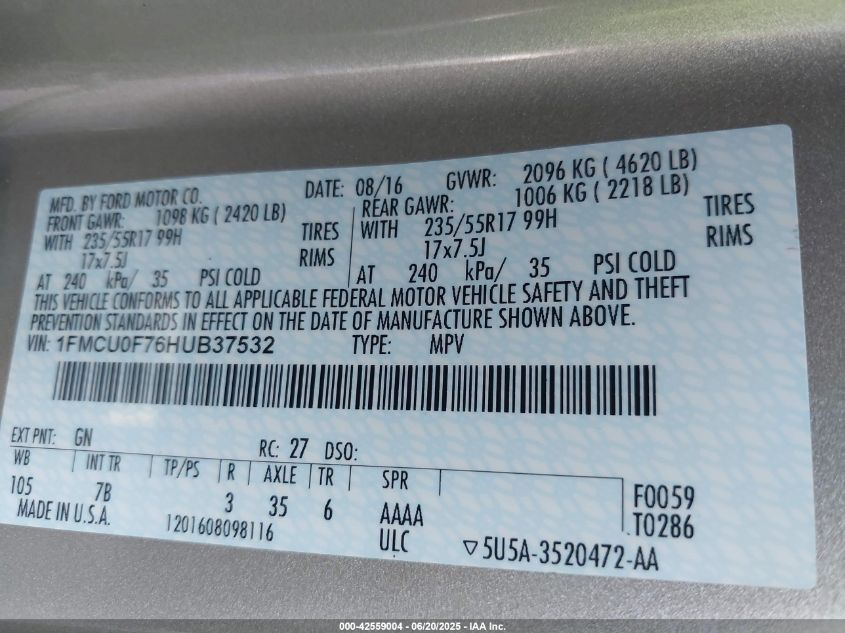 MFD. BY FORD MOTOR CO. DATE: 08/16 GVWR: 2096 KG ( 4620 LB)
FRONT GAWR: 1098 KG ( 2420 LB) REAR GAWR: 1006 KG ( 2218 LB)
WITH 235/55R17 99H TIRES WITH 235/55R17 99H TIRES
17x7.5J RIMS 17x7.5J RIMS
AT 240 kPa/ 35 PSI COLD AT 240 kPa/ 35 PSI COLD
THIS VEHICLE CONFORMS TO ALL APPLICABLE FEDERAL MOTOR VEHICLE SAFETY AND THEFT
PREVENTION STANDARDS IN EFFECT ON THE DATE OF MANUFACTURE SHOWN ABOVE.
VIN: 1FMCU0F76HUB37532 TYPE: MPV
EXT PNT: GN RC: 27 DSO:
WB INT TR TP/PS R AXLE TR SPR
105 7B 3 35 6 AAAA F0059
MADE IN U.S.A. 1201608098116 ULC T0286
▽5U5A-3520472-AA
000-42559004 - 06/20/2025 - IAA Inc.